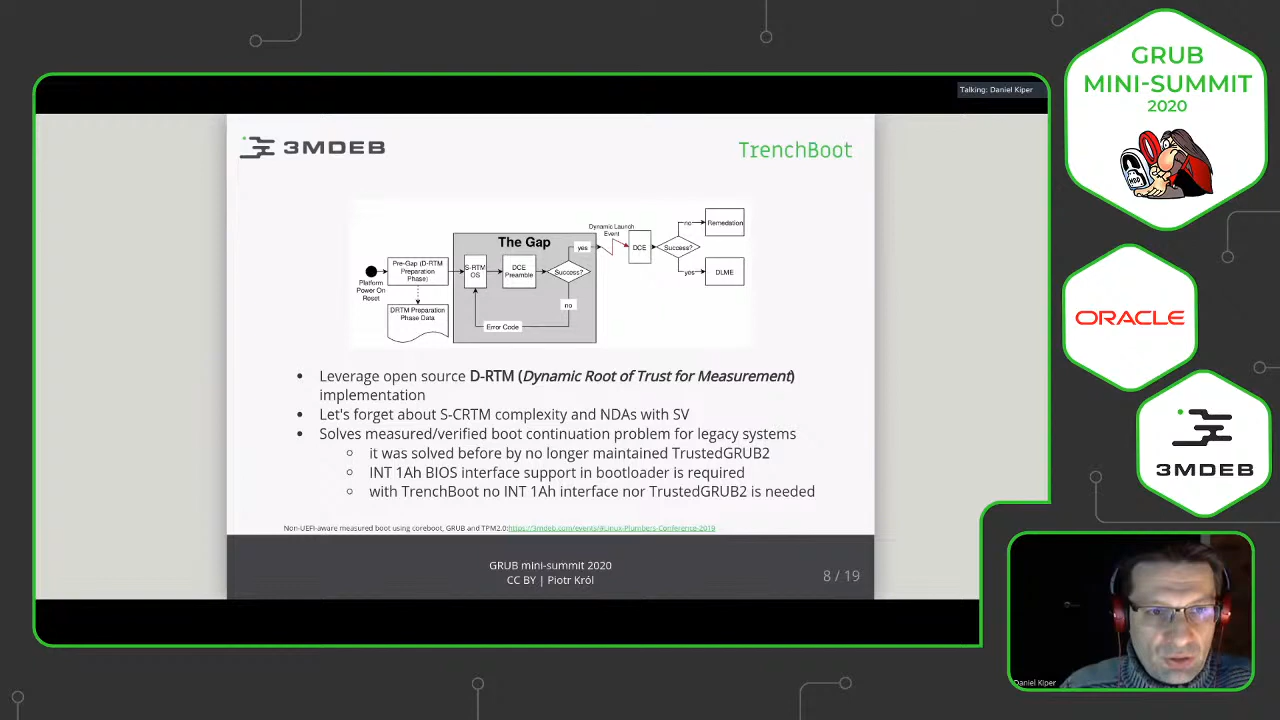 GRUB
MINI-SUMMIT
2020
Talking: Daniel Kiper
3MDEB
TrenchBoot
The Gap
Platform
Power On
Reset
Pre-Gap (D-RTM
Preparation
Phase)
DRTM Preparation
Phase Data
S-RTM
OS
DCE
Preamble
Success?
yes
no
Error Code
Dynamic Launch
Event
DCE
Success?
no
Remediation
yes
DLME
• Leverage open source D-RTM (Dynamic Root of Trust for Measurement)
implementation
• Let's forget about S-CRTM complexity and NDAs with SV
• Solves measured/verified boot continuation problem for legacy systems
○ it was solved before by no longer maintained TrustedGRUB2
○ INT 1Ah BIOS interface support in bootloader is required
○ with TrenchBoot no INT 1Ah interface nor TrustedGRUB2 is needed
Non-UEFI-aware measured boot using coreboot, GRUB and TPM2.0:https://3mdeb.com/events/#Linux-Plumbers-Conference-2019
GRUB mini-summit 2020
CC BY | Piotr Król
8 / 19
ORACLE
3MDEB
Daniel Kiper